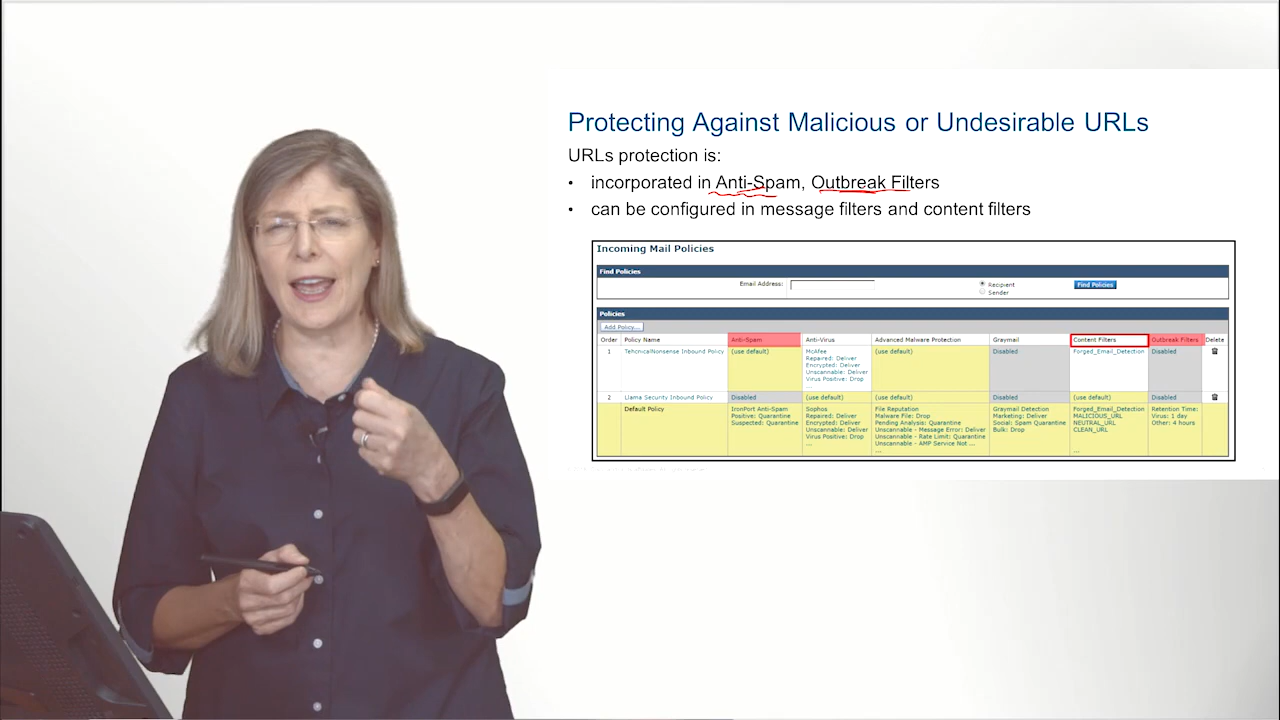 Protecting Against Malicious or Undesirable URLs
URLs protection is:
• incorporated in Anti-Spam, Outbreak Filters
• can be configured in message filters and content filters
Incoming Mail Policies
Find Policies
Email Address: Recipient Find Policies
Sender
Policies
Add Policy...
Order Policy Name Anti-Spam Anti-Virus Advanced Malware Protection Graymail Content Filters Outbreak Filters Delete
1 TehcnicalNonsense Inbound Policy (use default) McAfee (use default) Disabled Forged_Email_Detection Disabled
Repaired: Deliver
Encrypted: Deliver
Unscannable: Deliver
Virus Positive: Drop
...
2 Llama Security Inbound Policy Disabled (use default) (use default) Disabled (use default) Disabled
Default Policy IronPort Anti-Spam Sophos File Reputation Graymail Detection Forged_Email_Detection Retention Time:
Positive: Quarantine Repaired: Deliver Malware File: Drop Marketing: Deliver MALICIOUS_URL Virus: 1 day
Suspected: Quarantine Encrypted: Deliver Pending Analysis: Quarantine Social: Spam Quarantine NEUTRAL_URL Other: 4 hours
Unscannable: Deliver Unscannable - Message Error: Deliver Bulk: Drop CLEAN_URL
Virus Positive: Drop Unscannable - Rate Limit: Quarantine
... Unscannable - AMP Service Not ... ...
...